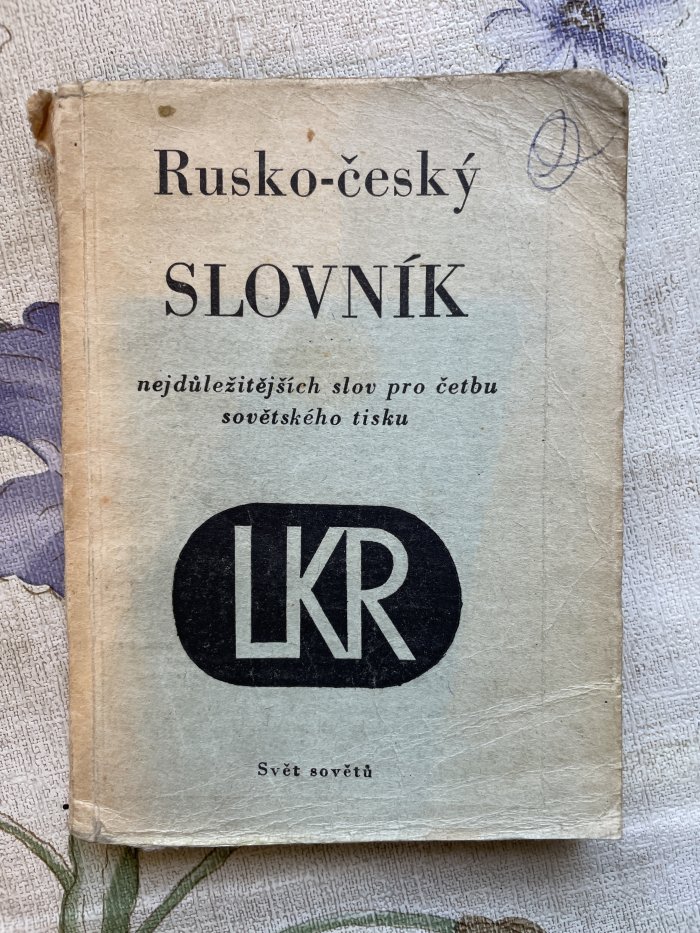 Rusko-český
SLOVNÍK
nejdůležitějších slov pro četbu
sovětského tisku
LKR
Svět sovětů